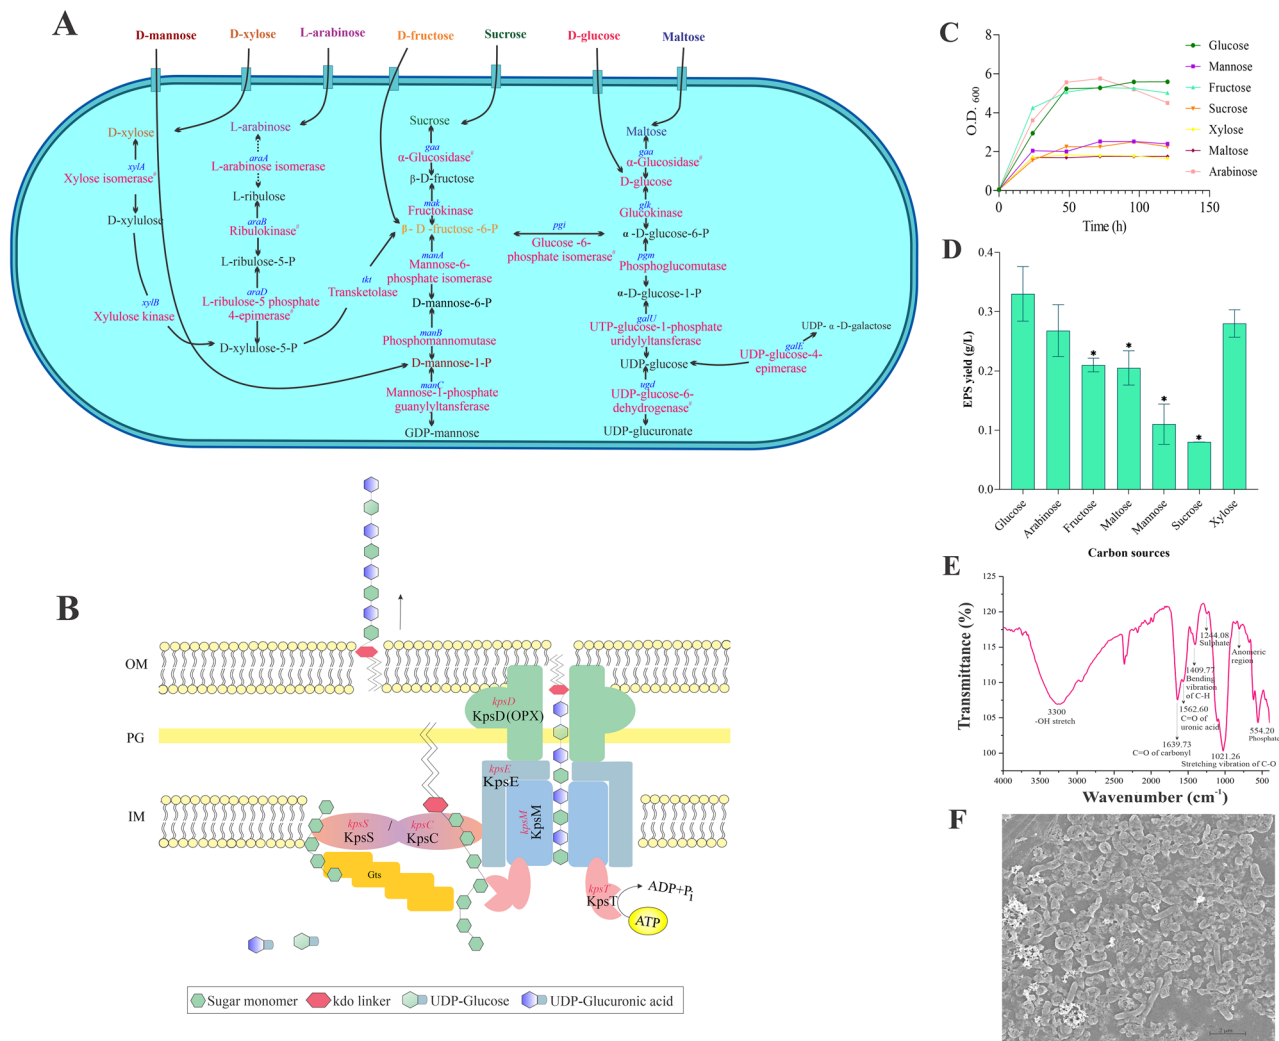 A
D-mannose
D-xylose
L-arabinose
D-fructose
Sucrose
D-glucose
Maltose
D-xylose
xylA
Xylose isomerase#
D-xylulose
xylB
Xylulose kinase
L-arabinose
araA
L-arabinose isomerase
L-ribulose
araB
Ribulokinase#
L-ribulose-5-P
araD
L-ribulose-5 phosphate
4-epimerase#
D-xylulose-5-P
tkt
Transketolase
Sucrose
gaa
α-Glucosidase#
β-D-fructose
mak
Fructokinase
β- D -fructose -6-P
manA
Mannose-6-
phosphate isomerase
D-mannose-6-P
manB
Phosphomannomutase
D-mannose-1-P
manC
Mannose-1-phosphate
guanylyltansferase
GDP-mannose
pgi
Glucose -6-
phosphate isomerase#
Maltose
gaa
α-Glucosidase#
D-glucose
glk
Glucokinase
α -D-glucose-6-P
pgm
Phosphoglucomutase
α-D-glucose-1-P
galU
UTP-glucose-1-phosphate
uridylyltansferase
UDP-glucose
ugd
UDP-glucose-6-
dehydrogenase#
UDP-glucuronate
UDP- α -D-galactose
galE
UDP-glucose-4-
epimerase
B
OM
PG
IM
kpsD
KpsD(OPX)
kpsE
KpsE
kpsM
KpsM
kpsS
KpsS
/
kpsC
KpsC
Gts
kpsT
KpsT
ADP+Pi
ATP
Sugar monomer
kdo linker
UDP-Glucose
UDP-Glucuronic acid
C
O.D. 600
8
6
4
2
0
0
50
100
150
Time (h)
Glucose
Mannose
Fructose
Sucrose
Xylose
Maltose
Arabinose
D
EPS yield (g/L)
0.4
0.3
0.2
0.1
0.0
*
*
*
*
Glucose
Arabinose
Fructose
Maltose
Mannose
Sucrose
Xylose
Carbon sources
E
Transmittance (%)
125
120
115
110
105
100
4000
3500
3000
2500
2000
1500
1000
500
Wavenumber (cm-1)
3300
-OH stretch
1639.73
C=O of carbonyl
1562.60
C=O of
uronic acid
1409.77
Bending
vibration
of C-H
1244.08
Sulphate
Anomeric
region
1021.26
Stretching vibration of C-O
554.20
Phosphate
F
2 μm